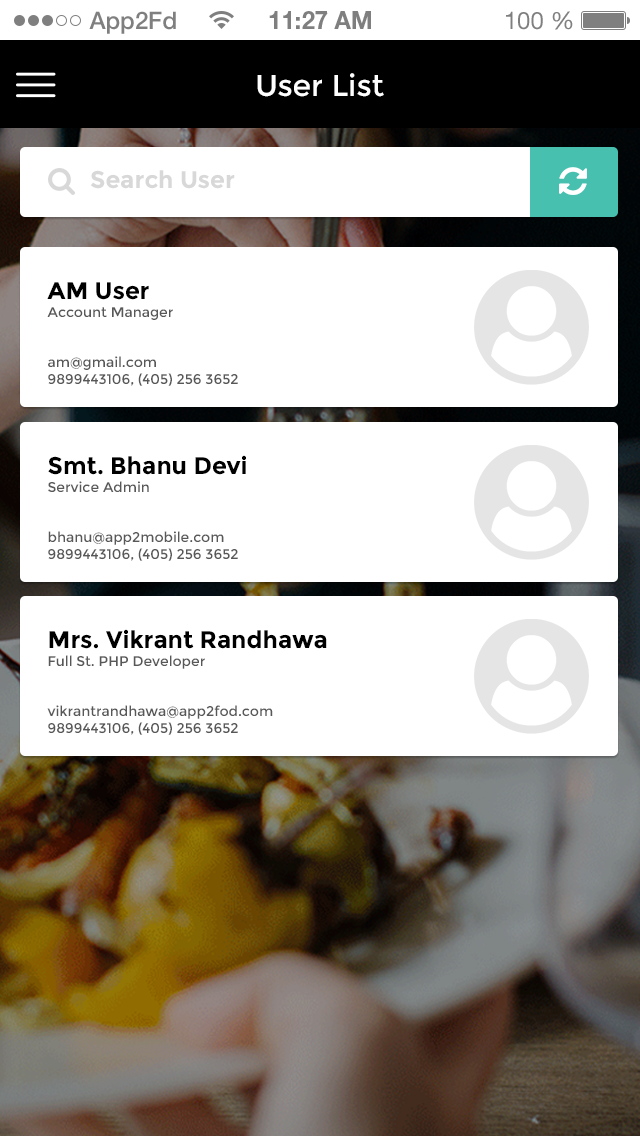 App2Fd 11:27 AM 100 %
User List
Search User
AM User
Account Manager
am@gmail.com
9899443106, (405) 256 3652
Smt. Bhanu Devi
Service Admin
bhanu@app2mobile.com
9899443106, (405) 256 3652
Mrs. Vikrant Randhawa
Full St. PHP Developer
vikrantrandhawa@app2fod.com
9899443106, (405) 256 3652